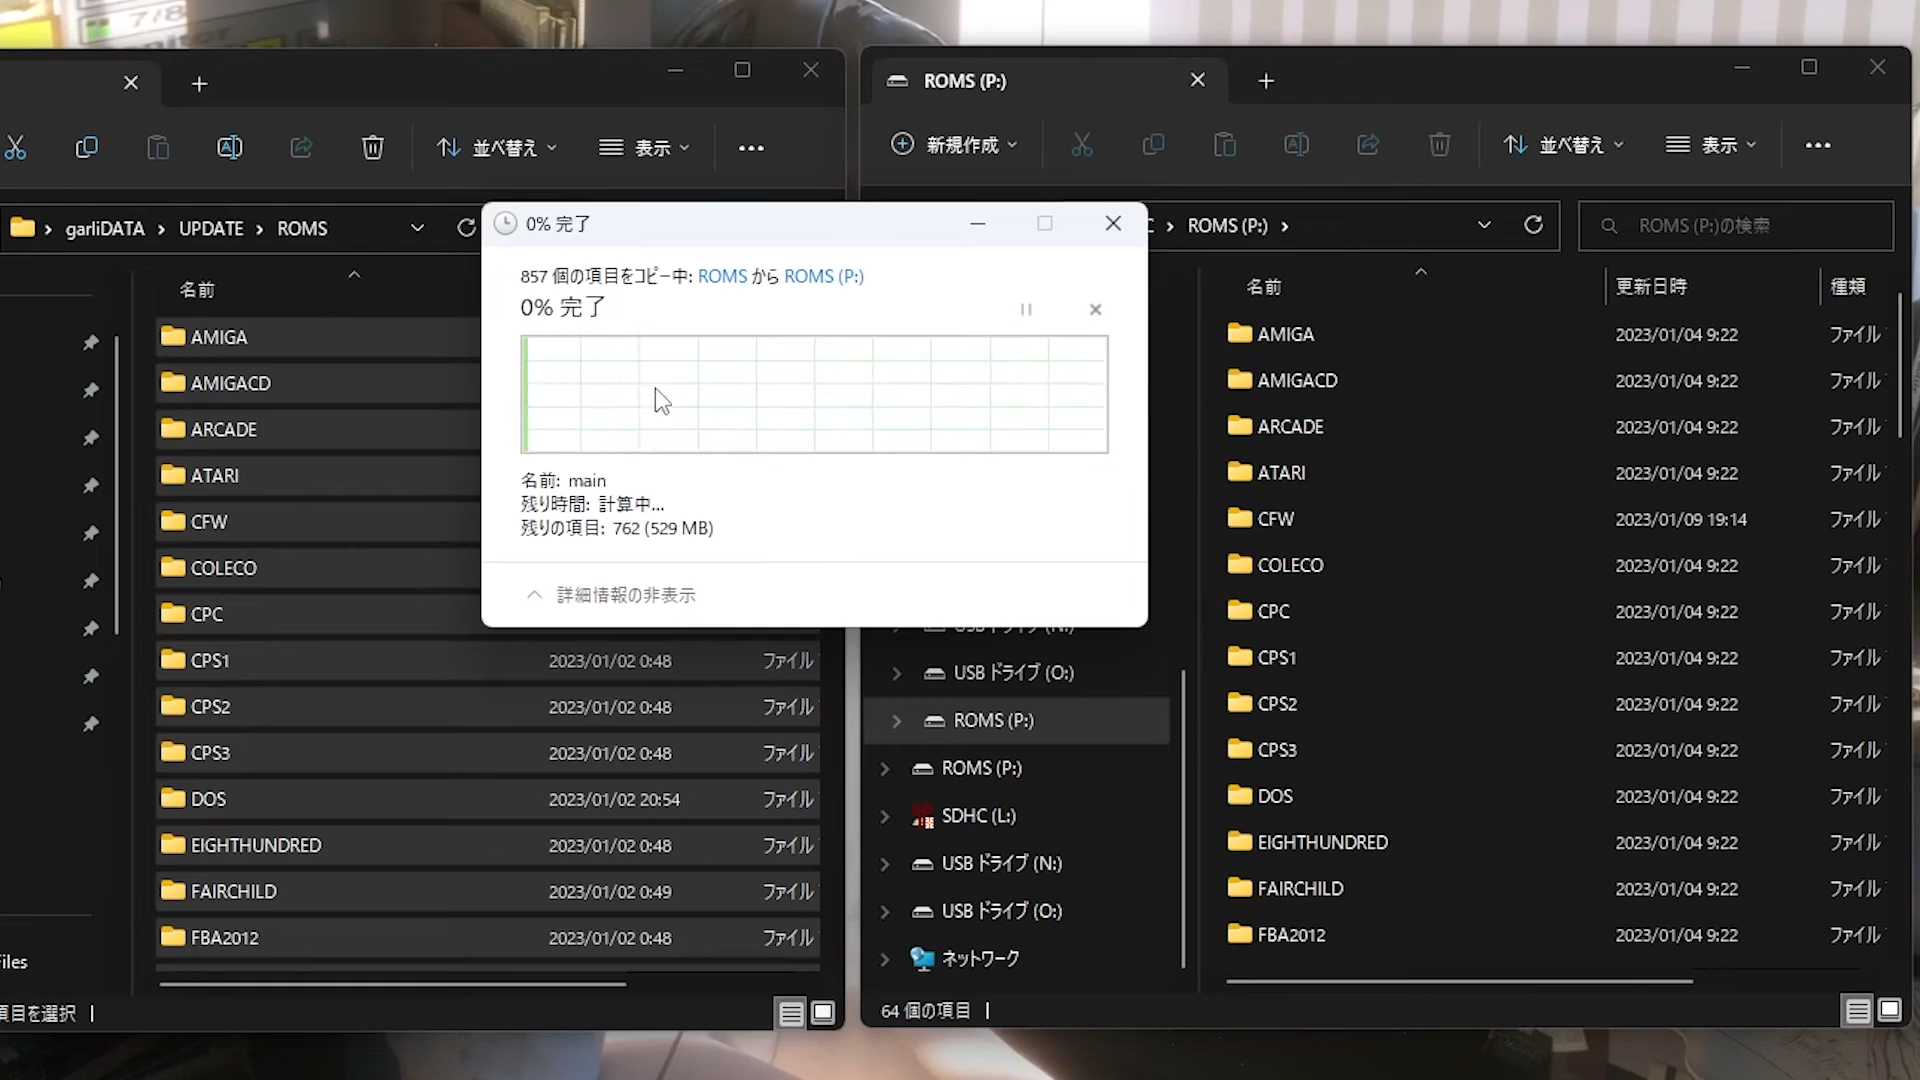 7/8
並べ替え
表示
garliDATA
UPDATE
ROMS
名前
AMIGA
AMIGACD
ARCADE
ATARI
CFW
COLECO
CPC
CPS1 2023/01/02 0:48 ファイル
CPS2 2023/01/02 0:48 ファイル
CPS3 2023/01/02 0:48 ファイル
DOS 2023/01/02 20:54 ファイル
EIGHTHUNDRED 2023/01/02 0:48 ファイル
FAIRCHILD 2023/01/02 0:49 ファイル
FBA2012 2023/01/02 0:48 ファイル
iles
項目を選択
0% 完了
857 個の項目をコピー中: ROMS から ROMS (P:)
0% 完了
名前: main
残り時間: 計算中...
残りの項目: 762 (529 MB)
詳細情報の非表示
ROMS (P:)
新規作成
並べ替え
表示
C
ROMS (P:)
ROMS (P:)の検索
USB ドライブ (N:)
USB ドライブ (O:)
ROMS (P:)
ROMS (P:)
SDHC (L:)
USB ドライブ (N:)
USB ドライブ (O:)
ネットワーク
名前 更新日時 種類
AMIGA 2023/01/04 9:22 ファイル
AMIGACD 2023/01/04 9:22 ファイル
ARCADE 2023/01/04 9:22 ファイル
ATARI 2023/01/04 9:22 ファイル
CFW 2023/01/09 19:14 ファイル
COLECO 2023/01/04 9:22 ファイル
CPC 2023/01/04 9:22 ファイル
CPS1 2023/01/04 9:22 ファイル
CPS2 2023/01/04 9:22 ファイル
CPS3 2023/01/04 9:22 ファイル
DOS 2023/01/04 9:22 ファイル
EIGHTHUNDRED 2023/01/04 9:22 ファイル
FAIRCHILD 2023/01/04 9:22 ファイル
FBA2012 2023/01/04 9:22 ファイル
64 個の項目